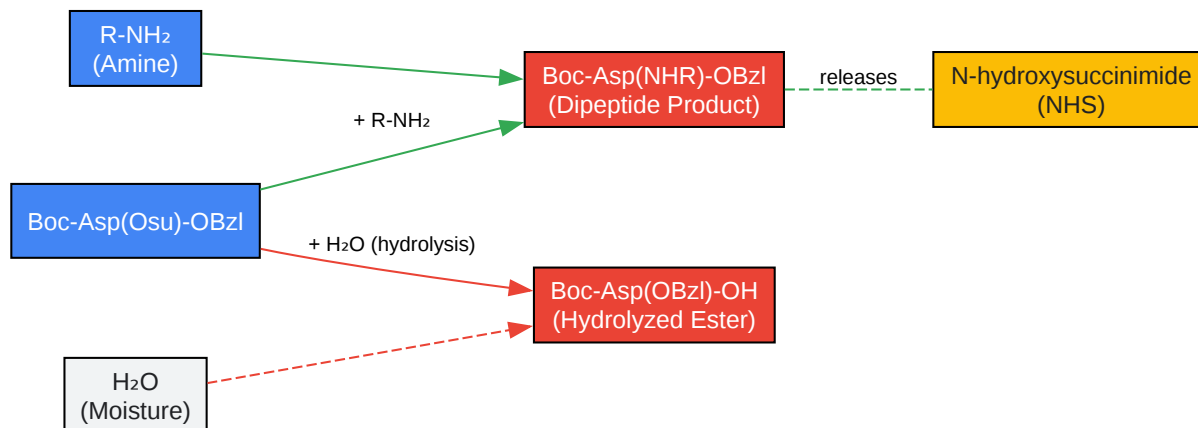 R-NH₂
(Amine)
Boc-Asp(NHR)-OBzl
(Dipeptide Product)
releases
N-hydroxysuccinimide
(NHS)
+ R-NH₂
Boc-Asp(Osu)-OBzl
+ H₂O (hydrolysis)
Boc-Asp(OBzl)-OH
(Hydrolyzed Ester)
H₂O
(Moisture)